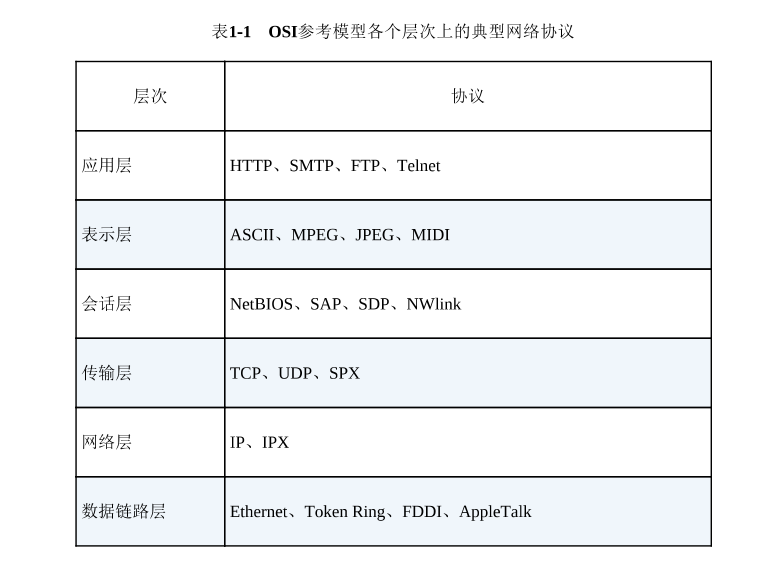 表1-1 OSI参考模型各个层次上的典型网络协议
层次 协议
应用层 HTTP、SMTP、FTP、Telnet
表示层 ASCII、MPEG、JPEG、MIDI
会话层 NetBIOS、SAP、SDP、NWlink
传输层 TCP、UDP、SPX
网络层 IP、IPX
数据链路层 Ethernet、Token Ring、FDDI、AppleTalk